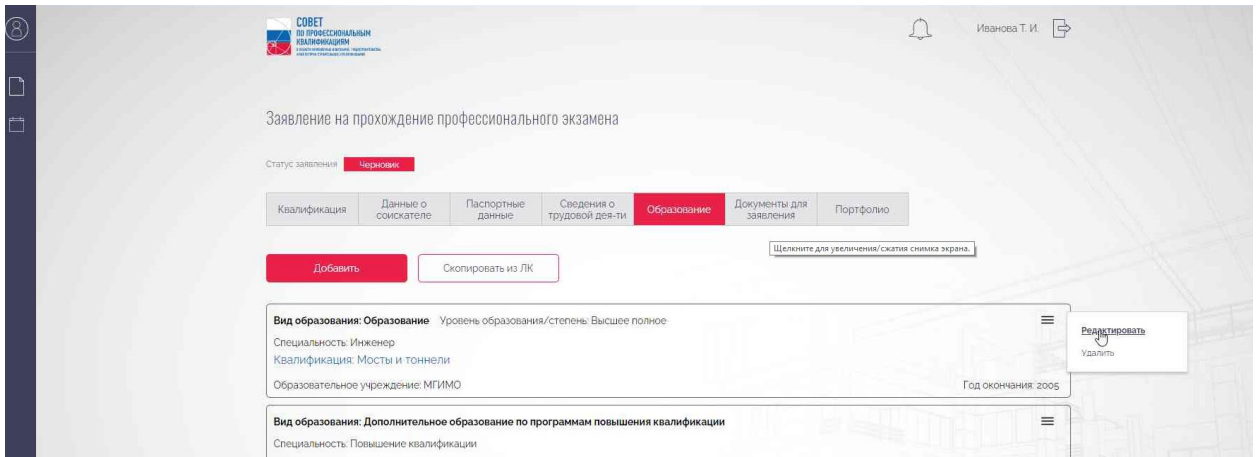 СОВЕТ
ПО ПРОФЕССИОНАЛЬНЫМ
КВАЛИФИКАЦИЯМ
Иванова Т. И.
Заявление на прохождение профессионального экзамена
Статус заявления Черновик
Квалификация
Данные о
соискателе
Паспортные
данные
Сведения о
трудовой дея-ти
Образование
Документы для
заявления
Портфолио
Щелкните для увеличения/сжатия снимка экрана.
Добавить Скопировать из ЛК
Вид образования: Образование Уровень образования/степень: Высшее полное
Редактировать
Специальность: Инженер
Удалить
Квалификация: Мосты и тоннели
Образовательное учреждение: МГИМО Год окончания: 2005
Вид образования: Дополнительное образование по программам повышения квалификации
Специальность: Повышение квалификации